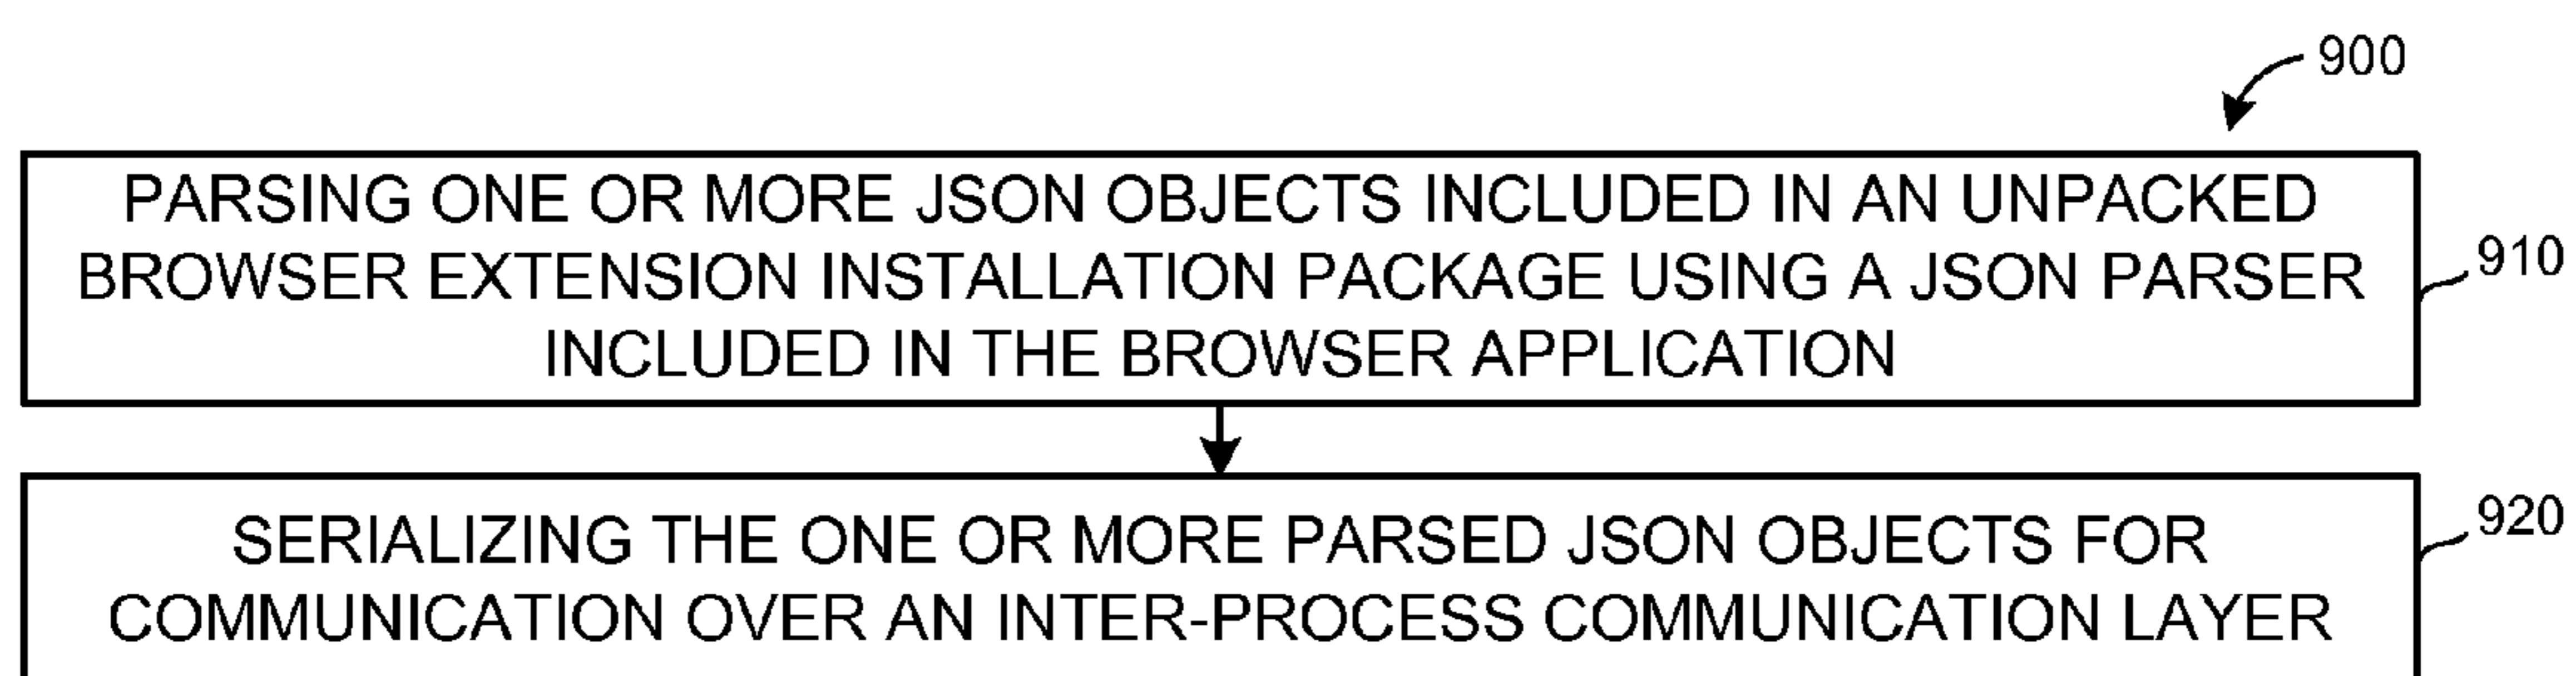 900
PARSING ONE OR MORE JSON OBJECTS INCLUDED IN AN UNPACKED
BROWSER EXTENSION INSTALLATION PACKAGE USING A JSON PARSER
INCLUDED IN THE BROWSER APPLICATION
910
SERIALIZING THE ONE OR MORE PARSED JSON OBJECTS FOR
COMMUNICATION OVER AN INTER-PROCESS COMMUNICATION LAYER
920